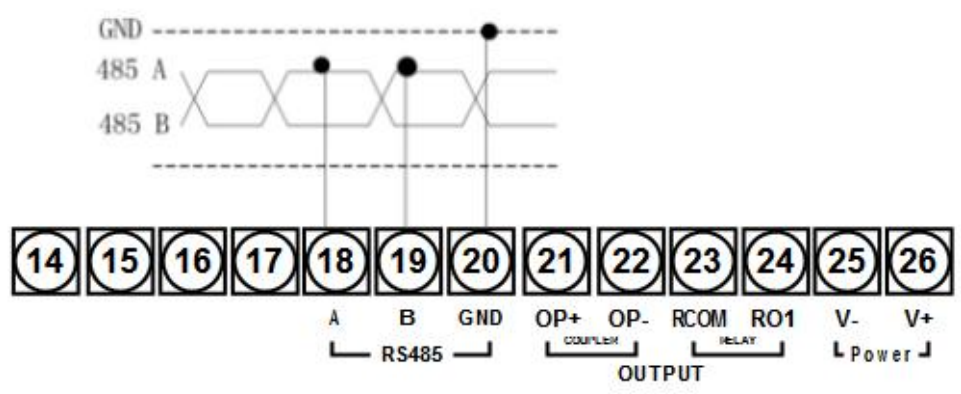 GND
485 A
485 B
14 15 16 17 18 19 20 21 22 23 24 25 26
A B GND OP+ OP- RCOM RO1 V- V+
COUPLER RELAY
RS485 Power
OUTPUT